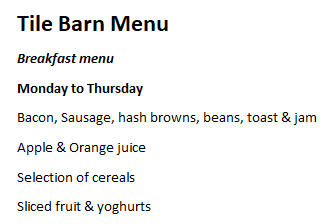 Tile Barn Menu
Breakfast menu
Monday to Thursday
Bacon, Sausage, hash browns, beans, toast & jam
Apple & Orange juice
Selection of cereals
Sliced fruit & yoghurts